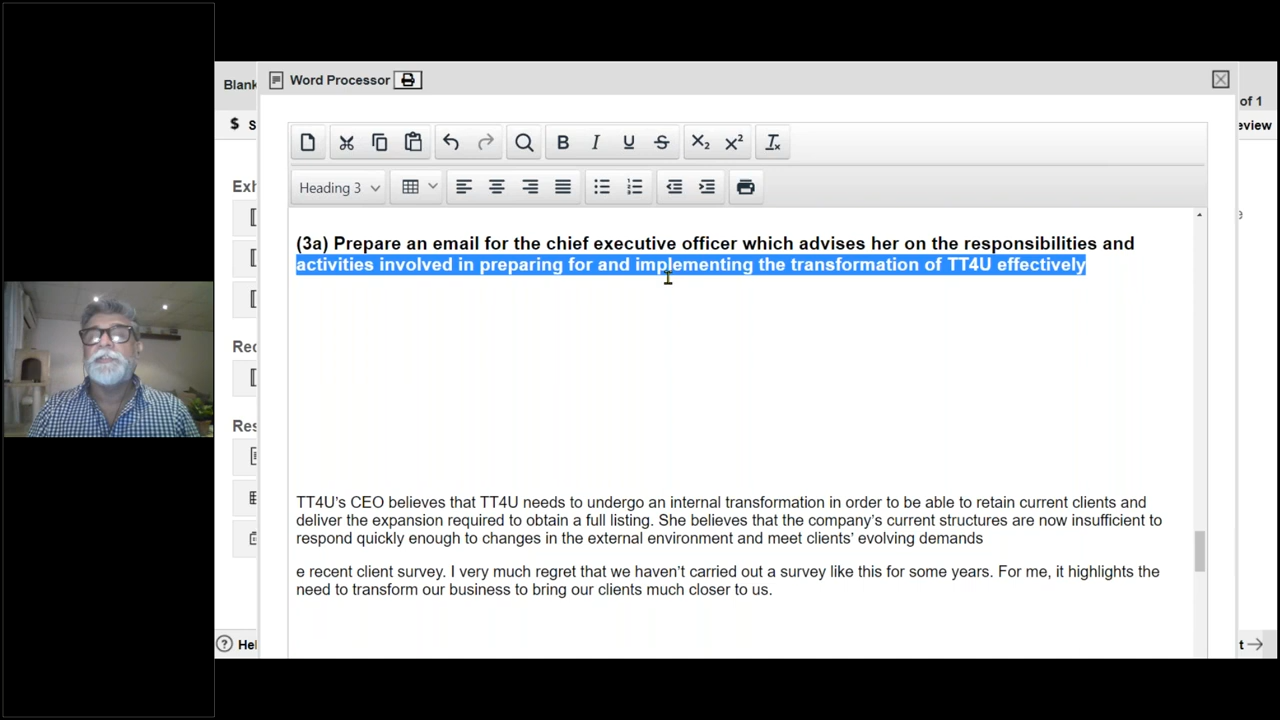 Blank
Word Processor
of 1
$ S
eview
Heading 3
Exh
(3a) Prepare an email for the chief executive officer which advises her on the responsibilities and
activities involved in preparing for and implementing the transformation of TT4U effectively
Rec
Res
TT4U's CEO believes that TT4U needs to undergo an internal transformation in order to be able to retain current clients and
deliver the expansion required to obtain a full listing. She believes that the company's current structures are now insufficient to
respond quickly enough to changes in the external environment and meet clients' evolving demands
e recent client survey. I very much regret that we haven't carried out a survey like this for some years. For me, it highlights the
need to transform our business to bring our clients much closer to us.
Hel
t